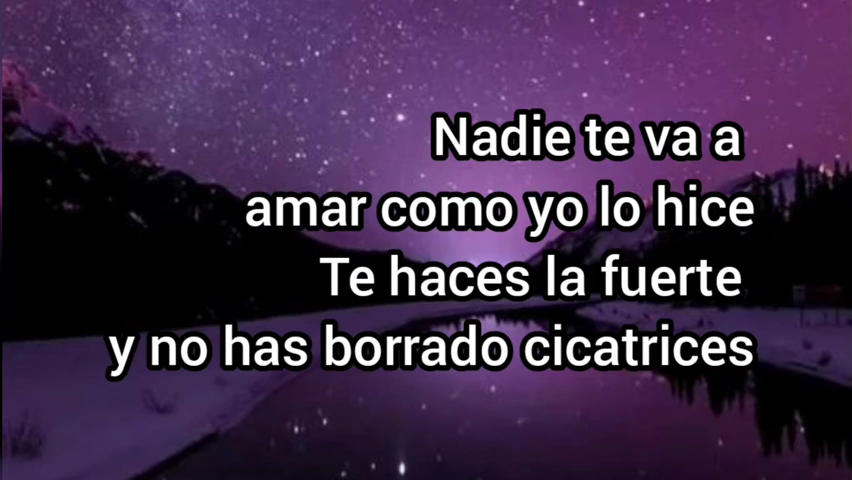 Nadie te va a
amar como yo lo hice
Te haces la fuerte
y no has borrado cicatrices